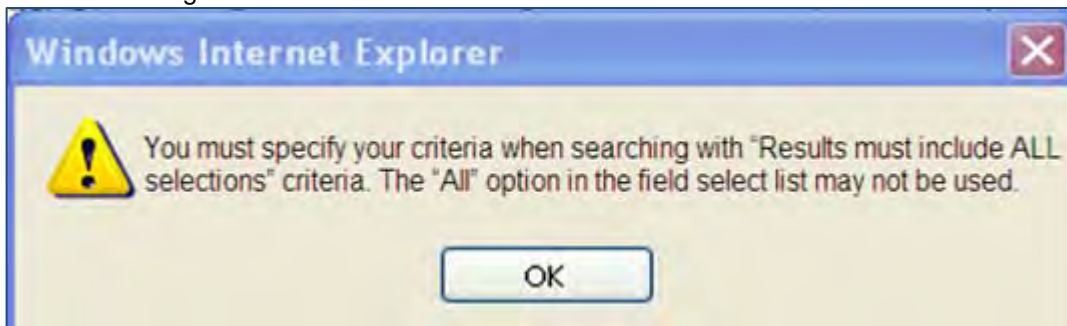 Windows Internet Explorer
You must specify your criteria when searching with "Results must include ALL
selections" criteria. The "All" option in the field select list may not be used.
OK